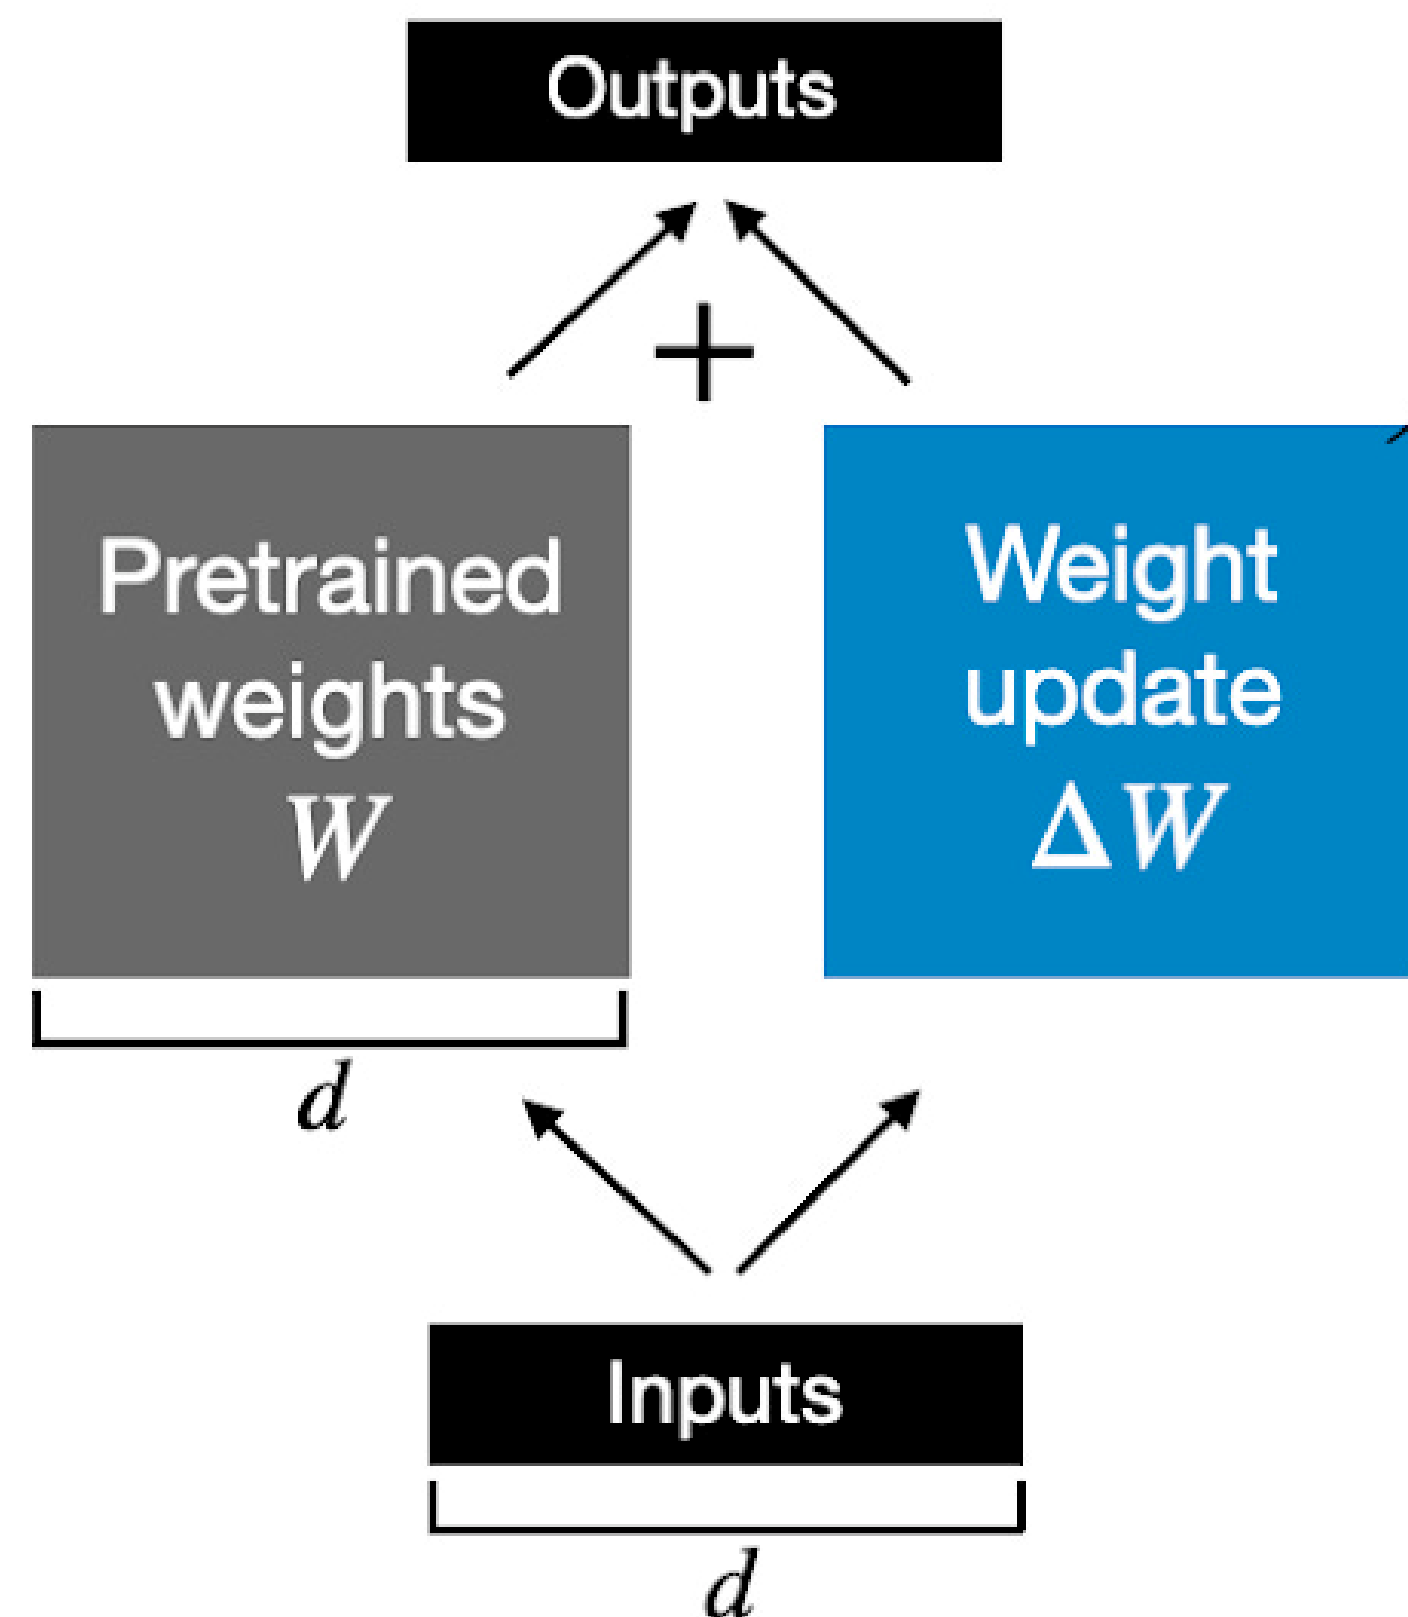 Outputs
+
Pretrained
weights
W
Weight
update
ΔW
d
Inputs
d